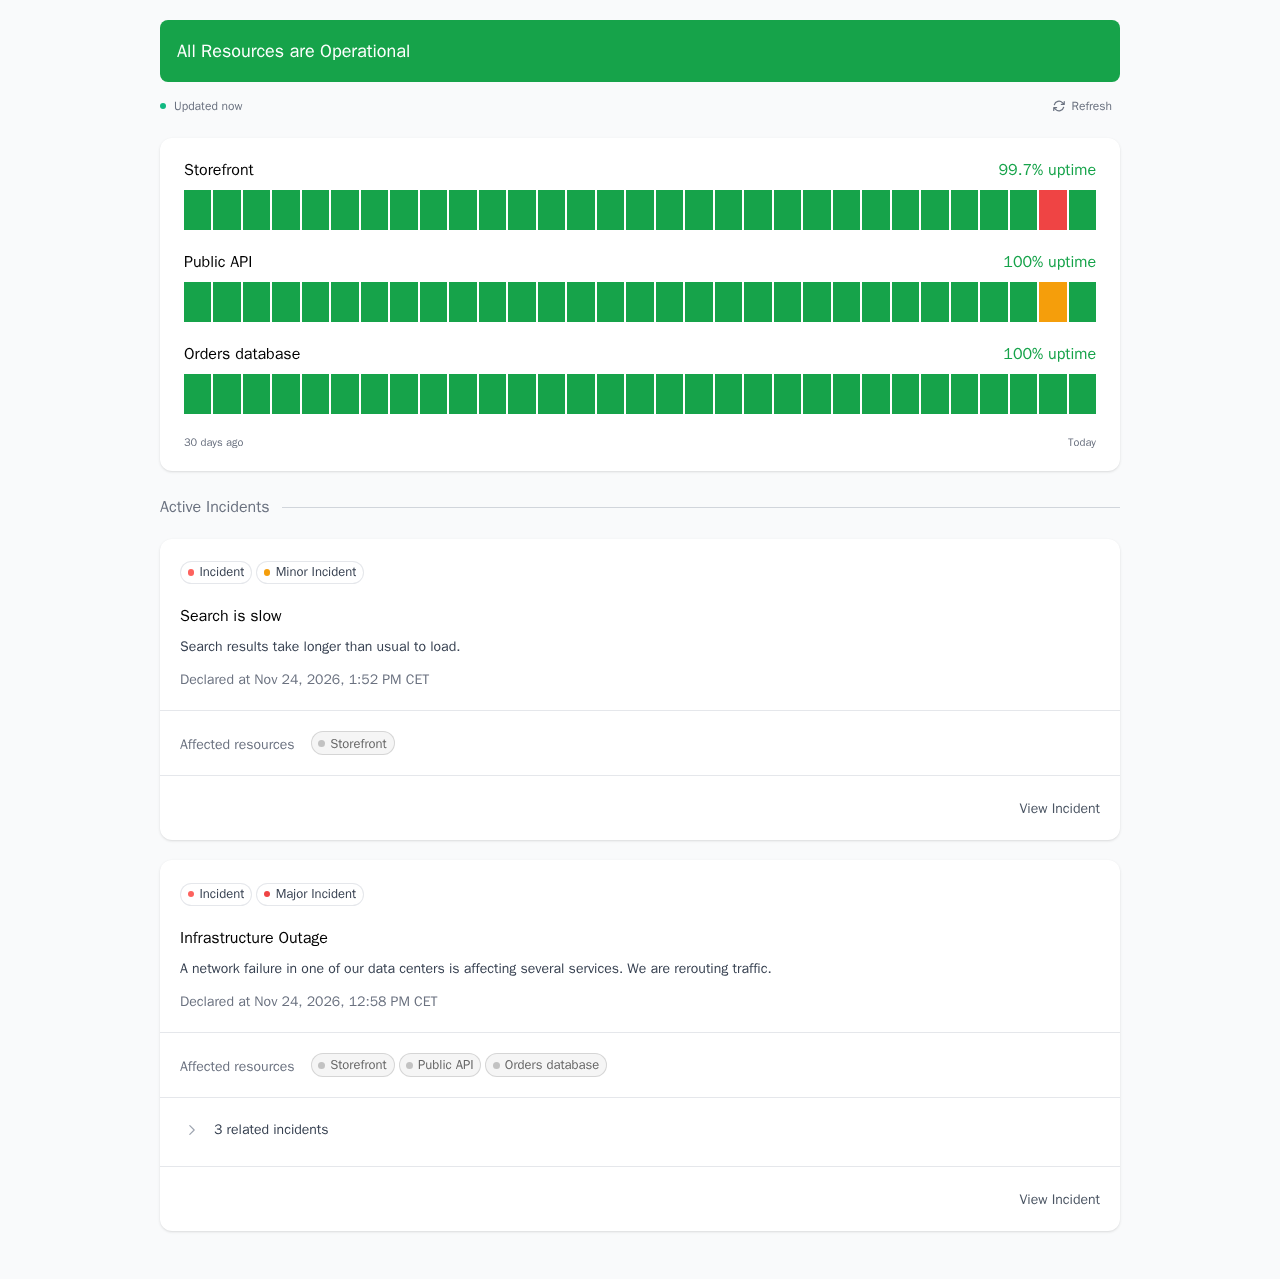 All Resources are Operational
Updated now
Refresh
Storefront
99.7% uptime
Public API
100% uptime
Orders database
100% uptime
30 days ago
Today
Active Incidents
Incident
Minor Incident
Search is slow
Search results take longer than usual to load.
Declared at Nov 24, 2026, 1:52 PM CET
Affected resources
Storefront
View Incident
Incident
Major Incident
Infrastructure Outage
A network failure in one of our data centers is affecting several services. We are rerouting traffic.
Declared at Nov 24, 2026, 12:58 PM CET
Affected resources
Storefront
Public API
Orders database
3 related incidents
View Incident